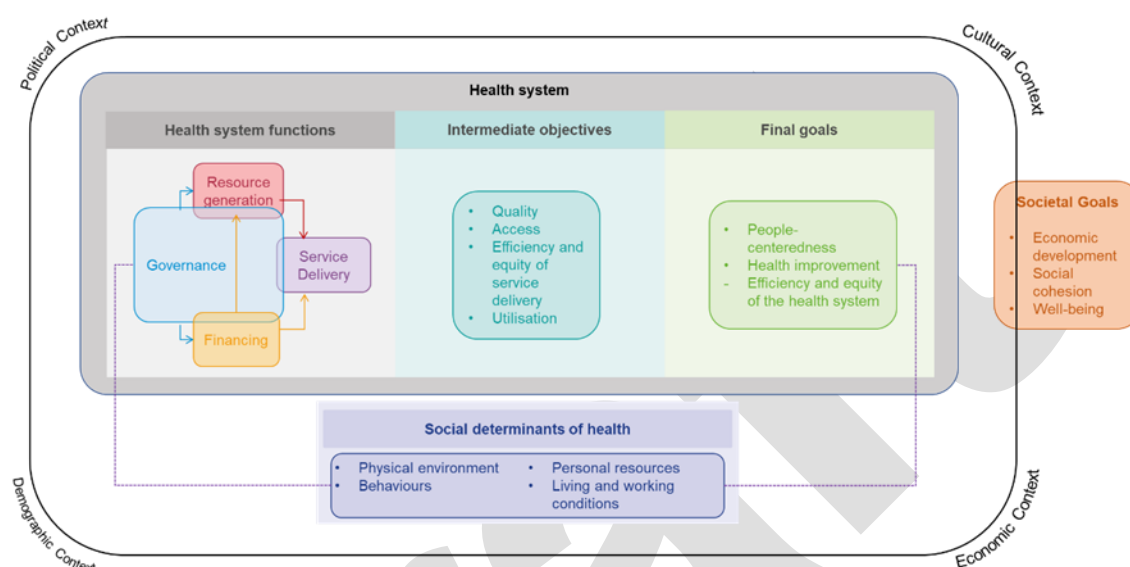 Political Context
Cultural Context
Health system
Health system functions
Intermediate objectives
Final goals
Resource
generation
Governance
Service
Delivery
Financing
• Quality
• Access
• Efficiency and
equity of
service
delivery
• Utilisation
• People-
centeredness
• Health improvement
- Efficiency and equity
of the health system
Societal Goals
• Economic
development
• Social
cohesion
• Well-being
Social determinants of health
• Physical environment
• Behaviours
• Personal resources
• Living and working
conditions
Demographic Context
Economic Context